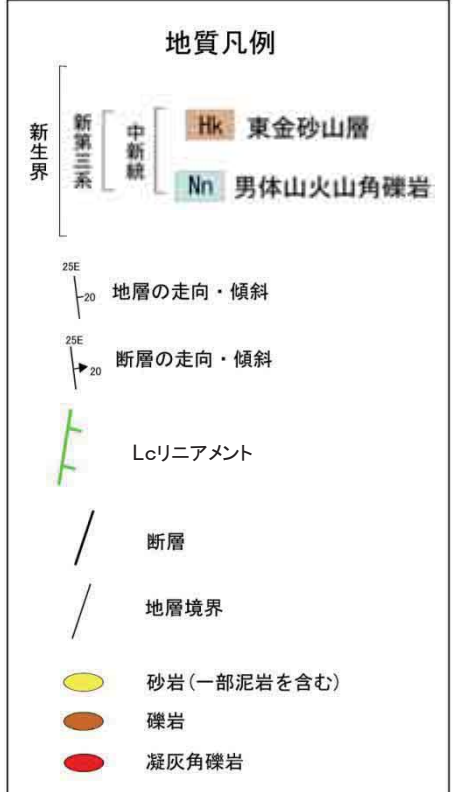 地質凡例
新生界
新第三系
中新統
Hk 東金砂山層
Nn 男体山火山角礫岩
25E
20 地層の走向・傾斜
25E
20 断層の走向・傾斜
Lcリニアメント
断層
地層境界
砂岩(一部泥岩を含む)
礫岩
凝灰角礫岩